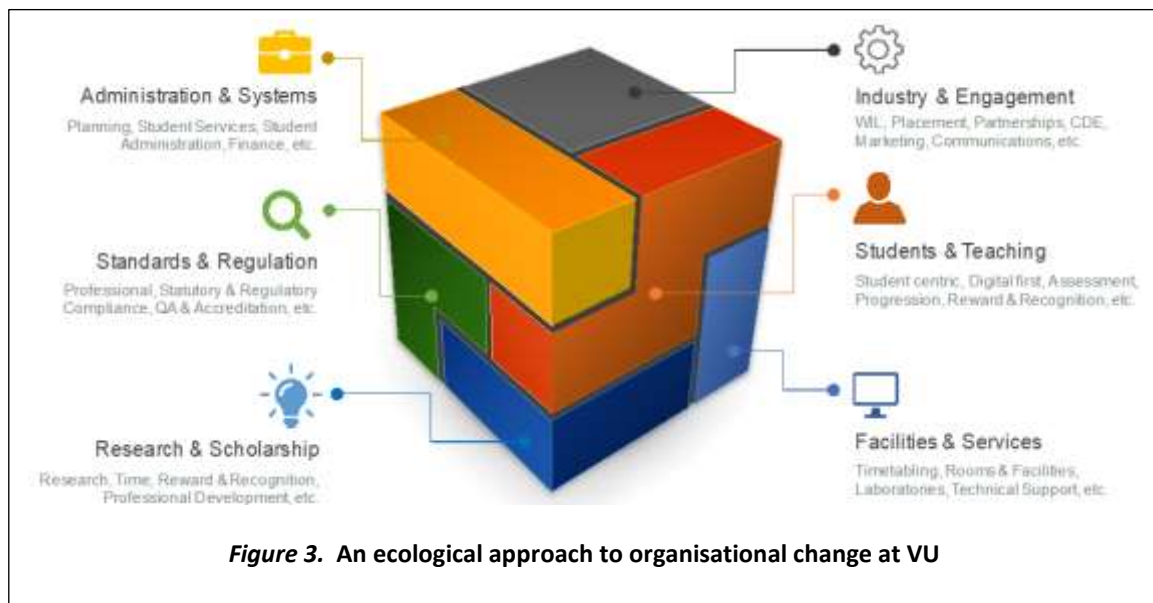 Administration & Systems
Planning, Student Services, Student
Administration, Finance, etc.
Standards & Regulation
Professional, Statutory & Regulatory
Compliance, QA & Accreditation, etc.
Research & Scholarship
Research, Time, Reward & Recognition,
Professional Development, etc.
Industry & Engagement
WIL, Placement, Partnerships, CDE,
Marketing, Communications, etc.
Students & Teaching
Student centric, Digital first, Assessment,
Progression, Reward & Recognition, etc.
Facilities & Services
Timetabling, Rooms & Facilities,
Laboratories, Technical Support, etc.
Figure 3. An ecological approach to organisational change at VU